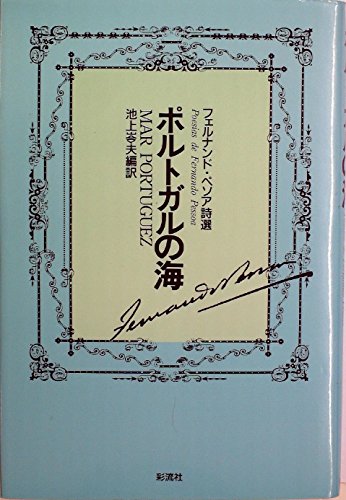 フェルナンド・ペソア詩選
Poesias de Fernando Pessoa
ポルトガルの海
MAR PORTUGUEZ
池上岑夫編訳
Fernando Pessoa
彩流社